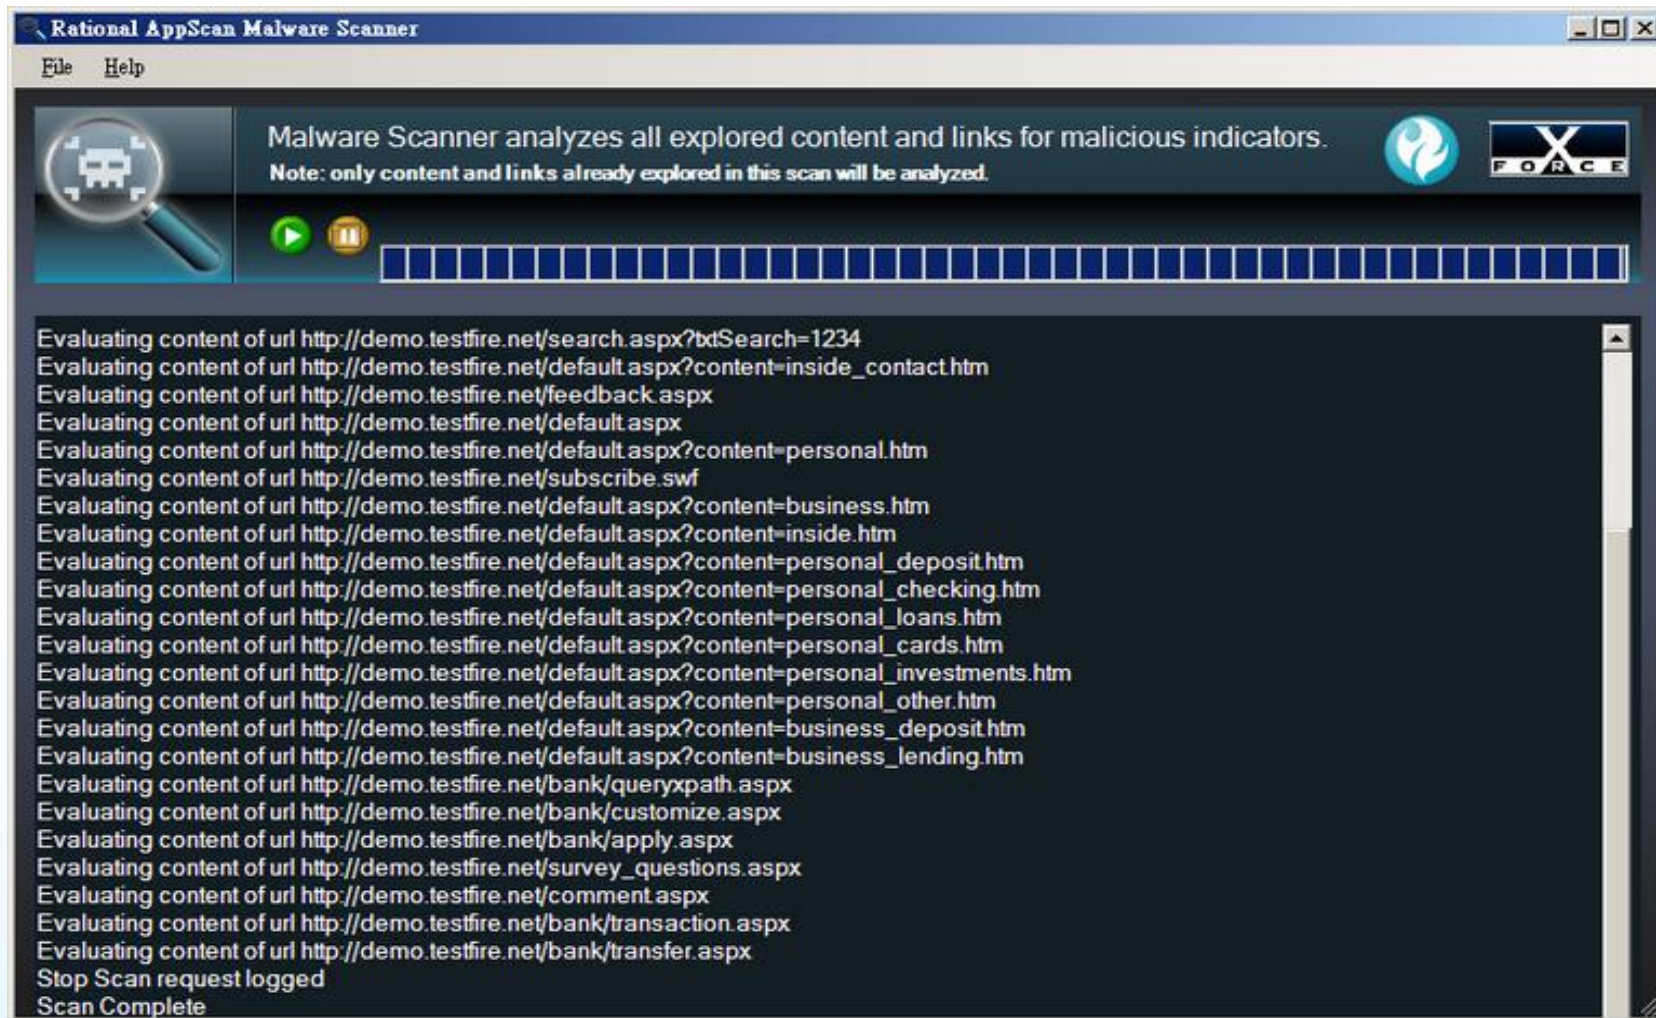 Rational AppScan Malware Scanner
File Help
Malware Scanner analyzes all explored content and links for malicious indicators.
Note: only content and links already explored in this scan will be analyzed.
X
FORCE
Evaluating content of url http://demo.testfire.net/search.aspx?txtSearch=1234
Evaluating content of url http://demo.testfire.net/default.aspx?content=inside_contact.htm
Evaluating content of url http://demo.testfire.net/feedback.aspx
Evaluating content of url http://demo.testfire.net/default.aspx
Evaluating content of url http://demo.testfire.net/default.aspx?content=personal.htm
Evaluating content of url http://demo.testfire.net/subscribe.swf
Evaluating content of url http://demo.testfire.net/default.aspx?content=business.htm
Evaluating content of url http://demo.testfire.net/default.aspx?content=inside.htm
Evaluating content of url http://demo.testfire.net/default.aspx?content=personal_deposit.htm
Evaluating content of url http://demo.testfire.net/default.aspx?content=personal_checking.htm
Evaluating content of url http://demo.testfire.net/default.aspx?content=personal_loans.htm
Evaluating content of url http://demo.testfire.net/default.aspx?content=personal_cards.htm
Evaluating content of url http://demo.testfire.net/default.aspx?content=personal_investments.htm
Evaluating content of url http://demo.testfire.net/default.aspx?content=personal_other.htm
Evaluating content of url http://demo.testfire.net/default.aspx?content=business_deposit.htm
Evaluating content of url http://demo.testfire.net/default.aspx?content=business_lending.htm
Evaluating content of url http://demo.testfire.net/bank/queryxpath.aspx
Evaluating content of url http://demo.testfire.net/bank/customize.aspx
Evaluating content of url http://demo.testfire.net/bank/apply.aspx
Evaluating content of url http://demo.testfire.net/survey_questions.aspx
Evaluating content of url http://demo.testfire.net/comment.aspx
Evaluating content of url http://demo.testfire.net/bank/transaction.aspx
Evaluating content of url http://demo.testfire.net/bank/transfer.aspx
Stop Scan request logged
Scan Complete